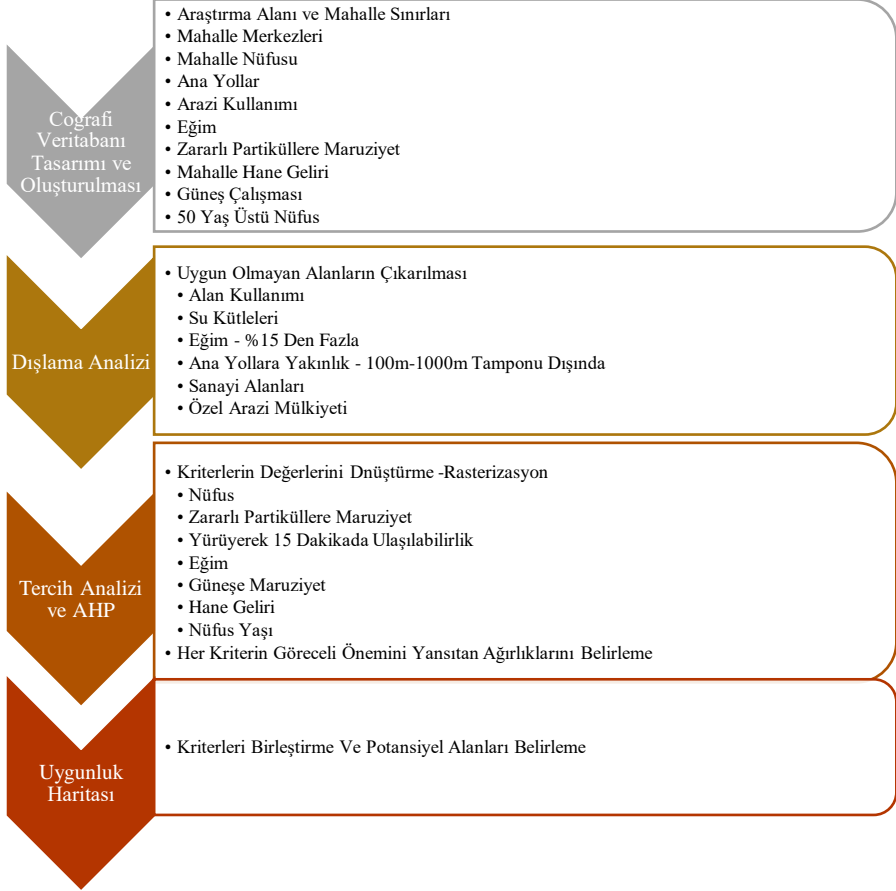 Coğrafi
Veritabanı
Tasarımı ve
Oluşturulması
• Araştırma Alanı ve Mahalle Sınırları
• Mahalle Merkezleri
• Mahalle Nüfusu
• Ana Yollar
• Arazi Kullanımı
• Eğim
• Zararlı Partiküllere Maruziyet
• Mahalle Hane Geliri
• Güneş Çalışması
• 50 Yaş Üstü Nüfus
Dışlama Analizi
• Uygun Olmayan Alanların Çıkarılması
• Alan Kullanımı
• Su Kütleleri
• Eğim - %15 Den Fazla
• Ana Yollara Yakınlık - 100m-1000m Tamponu Dışında
• Sanayi Alanları
• Özel Arazi Mülkiyeti
Tercih Analizi
ve AHP
• Kriterlerin Değerlerini Dnüştürme -Rasterizasyon
• Nüfus
• Zararlı Partiküllere Maruziyet
• Yürüyerek 15 Dakikada Ulaşılabilirlik
• Eğim
• Güneşe Maruziyet
• Hane Geliri
• Nüfus Yaşı
• Her Kriterin Göreceli Önemini Yansıtan Ağırlıklarını Belirleme
Uygunluk
Haritası
• Kriterleri Birleştirme Ve Potansiyel Alanları Belirleme